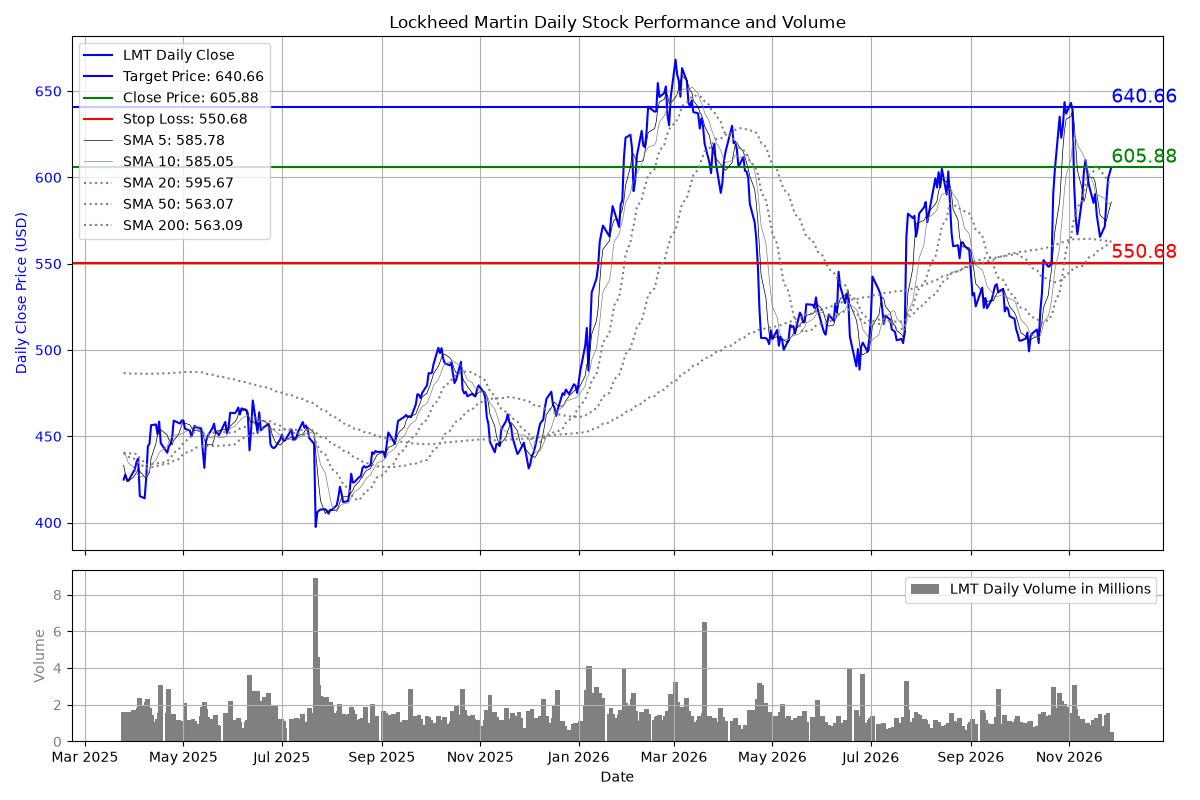 Lockheed Martin Daily Stock Performance and Volume
LMT Daily Close
Target Price: 640.66
Close Price: 605.88
Stop Loss: 550.68
SMA 5: 585.78
SMA 10: 585.05
SMA 20: 595.67
SMA 50: 563.07
SMA 200: 563.09
640.66
605.88
550.68
650
600
550
500
450
400
Daily Close Price (USD)
LMT Daily Volume in Millions
8
6
4
2
0
Volume
Mar 2025 May 2025 Jul 2025 Sep 2025 Nov 2025 Jan 2026 Mar 2026 May 2026 Jul 2026 Sep 2026 Nov 2026
Date